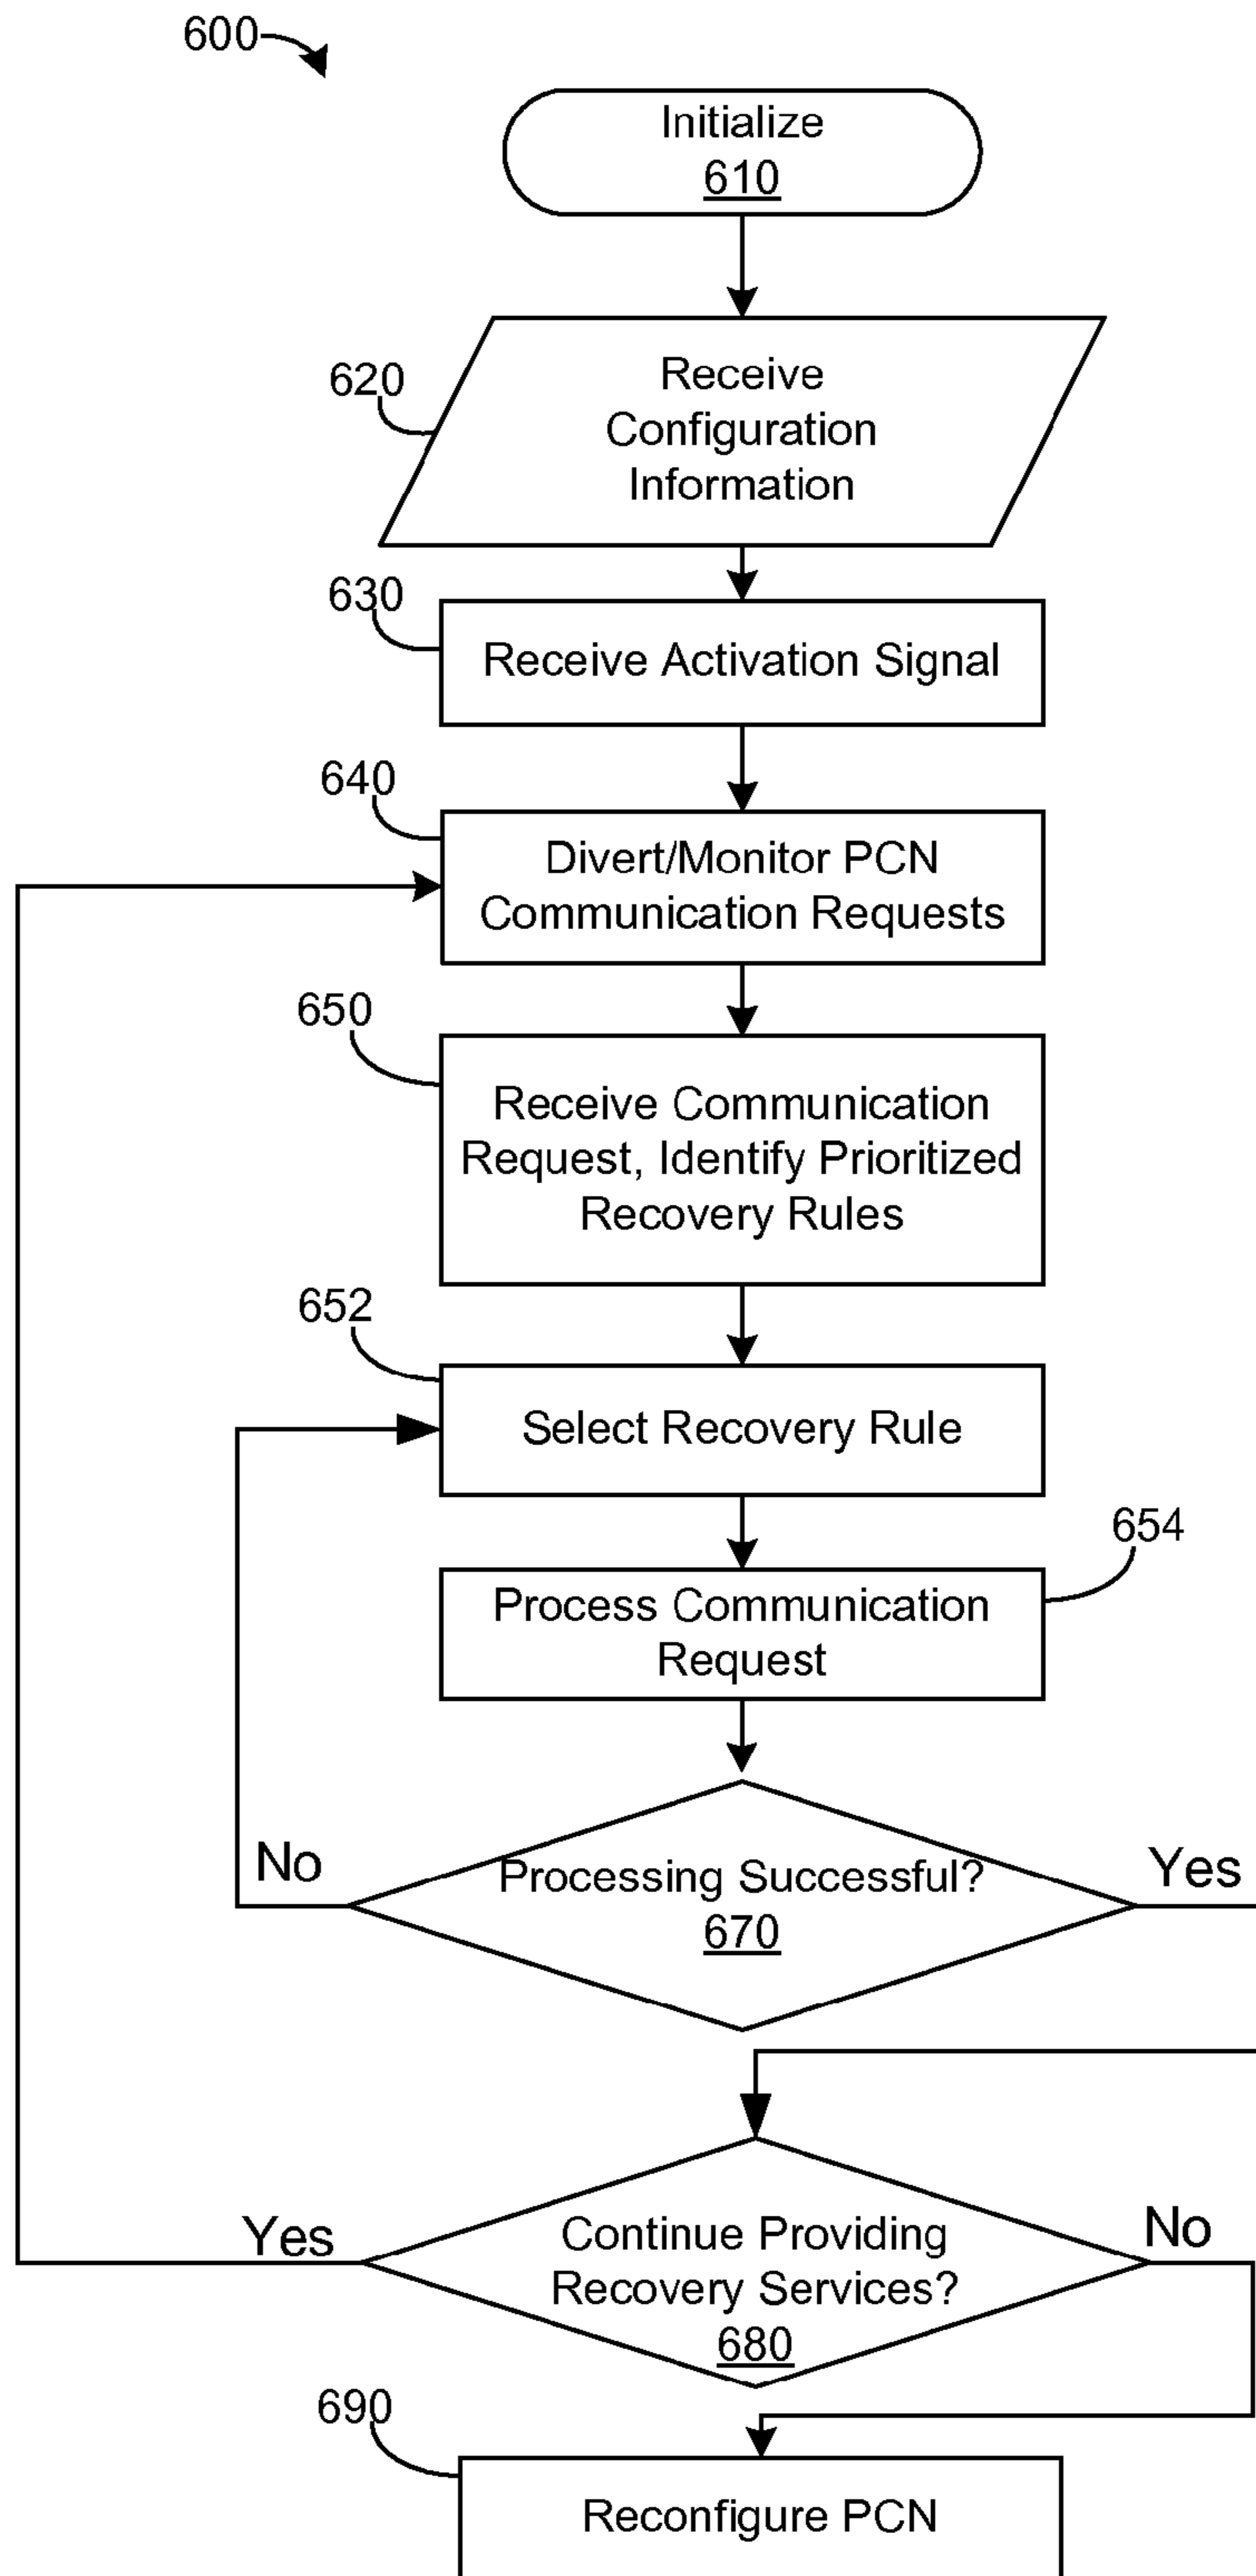 600
Initialize
610
620
Receive
Configuration
Information
630
Receive Activation Signal
640
Divert/Monitor PCN
Communication Requests
650
Receive Communication
Request, Identify Prioritized
Recovery Rules
652
Select Recovery Rule
654
Process Communication
Request
No
Processing Successful?
670
Yes
Yes
Continue Providing
Recovery Services?
680
No
690
Reconfigure PCN